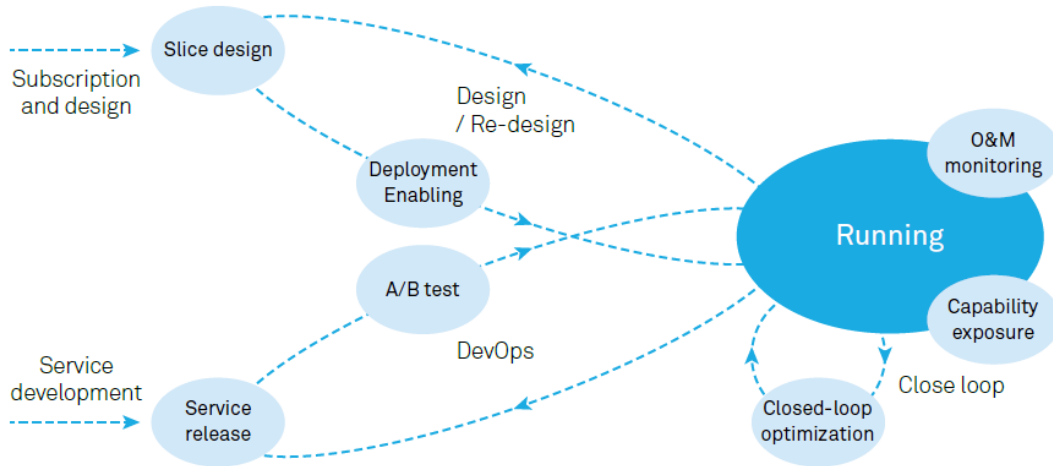 Slice design
Subscription
and design
Design
/ Re-design
O&M
monitoring
Deployment
Enabling
Running
A/B test
Capability
exposure
DevOps
Service
development
Close loop
Service
release
Closed-loop
optimization